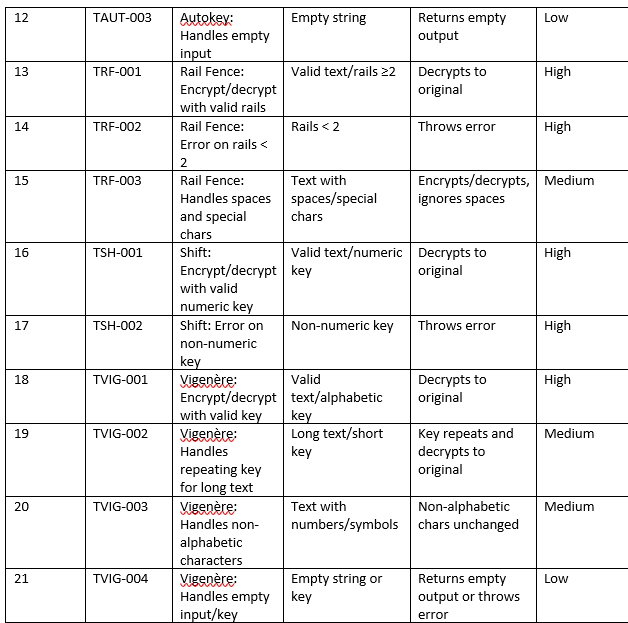 12 TAUT-003 Autokey: Empty string Returns empty Low
Handles empty output
input
13 TRF-001 Rail Fence: Valid text/rails ≥2 Decrypts to High
Encrypt/decrypt original
with valid rails
14 TRF-002 Rail Fence: Rails < 2 Throws error High
Error on rails <
2
15 TRF-003 Rail Fence: Text with Encrypts/decrypts, Medium
Handles spaces spaces/special ignores spaces
and special chars
chars
16 TSH-001 Shift: Valid text/numeric Decrypts to High
Encrypt/decrypt key original
with valid
numeric key
17 TSH-002 Shift: Error on Non-numeric key Throws error High
non-numeric
key
18 TVIG-001 Vigenère: Valid Decrypts to High
Encrypt/decrypt text/alphabetic original
with valid key key
19 TVIG-002 Vigenère: Long text/short Key repeats and Medium
Handles key decrypts to
repeating key original
for long text
20 TVIG-003 Vigenère: Text with Non-alphabetic Medium
Handles non- numbers/symbols chars unchanged
alphabetic
characters
21 TVIG-004 Vigenère: Empty string or Returns empty Low
Handles empty key output or throws
input/key error